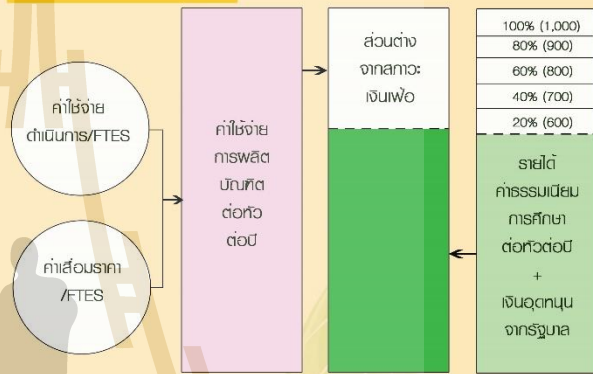 ค่าใช้จ่าย
ดำเนินการ/FTES
ค่าเสื่อมราคา
/FTES
ค่าใช้จ่าย
การผลิต
บัณฑิต
ต่อหัว
ต่อปี
ส่วนต่าง
จากสภาวะ
เงินเฟ้อ
100% (1,000)
80% (900)
60% (800)
40% (700)
20% (600)
รายได้
ค่าธรรมเนียม
การศึกษา
ต่อหัวต่อปี
+
เงินอุดหนุน
จากรัฐบาล